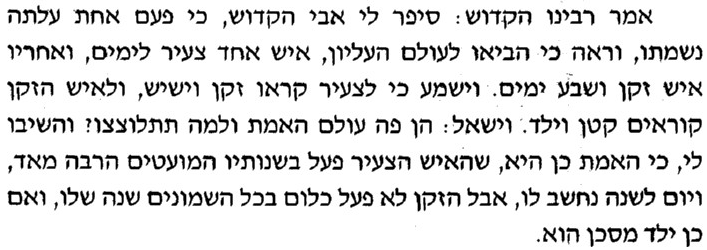 אמר רבינו הקדוש: סיפר לי אבי הקדוש, כי פעם אחת עלתה
נשמתו, וראה כי הביאו לעולם העליון, איש אחד צעיר לימים, ואחריו
איש זקן ושבע ימים. וישמע כי לצעיר קראו זקן וישיש, ולאיש הזקן
קוראים קטן וילד. וישאל: הן פה עולם האמת ולמה תתלוצצו? והשיבו
לי, כי האמת כן היא, שהאיש הצעיר פעל בשנותיו המועטים הרבה מאד,
ויום לשנה נחשב לו, אבל הזקן לא פעל כלום בכל השמונים שנה שלו, ואם
כן ילד מסכן הוא.